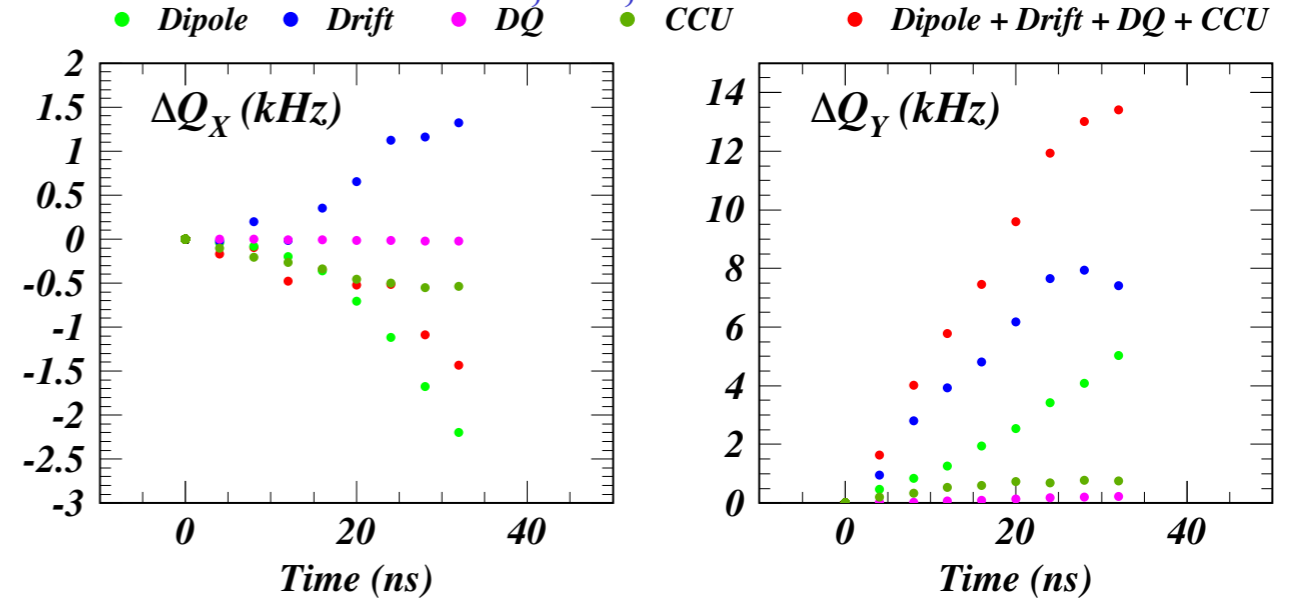 Dipole Drift DQ CCU Dipole + Drift + DQ + CCU
ΔQ_X (kHz)
2
1.5
1
0.5
0
-0.5
-1
-1.5
-2
-2.5
-3
0 20 40
Time (ns)
ΔQ_Y (kHz)
14
12
10
8
6
4
2
0
0 20 40
Time (ns)